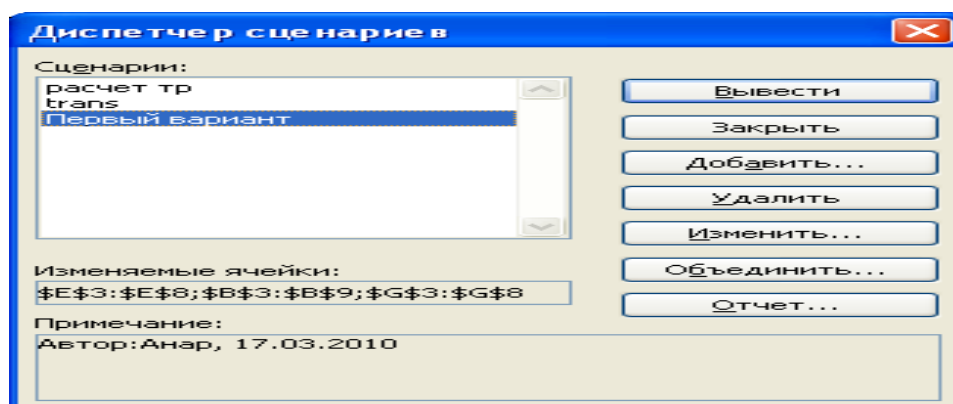 Диспетчер сценариев
Сценарии:
расчет тр
trans
Первый вариант
Вывести
Закрыть
Добавить...
Удалить
Изменить...
Объединить...
Отчет...
Изменяемые ячейки:
$E$3:$E$8;$B$3:$B$9;$G$3:$G$8
Примечание:
Автор:Анар, 17.03.2010